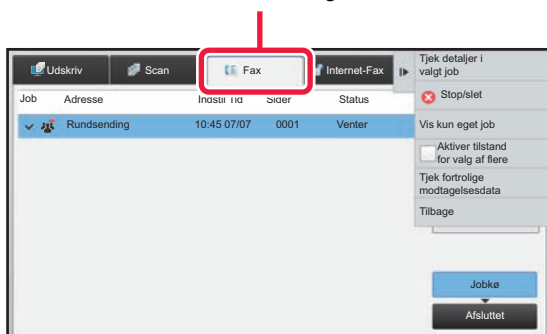 Udskriv Scan Fax Internet-Fax
Job Adresse Indstil Tid Sider Status
Rundsending 10:45 07/07 0001 Venter
Tjek detaljer i
valgt job
Stop/slet
Vis kun eget job
Aktiver tilstand
for valg af flere
Tjek fortrolige
modtagelsesdata
Tilbage
Jobkø
Afsluttet